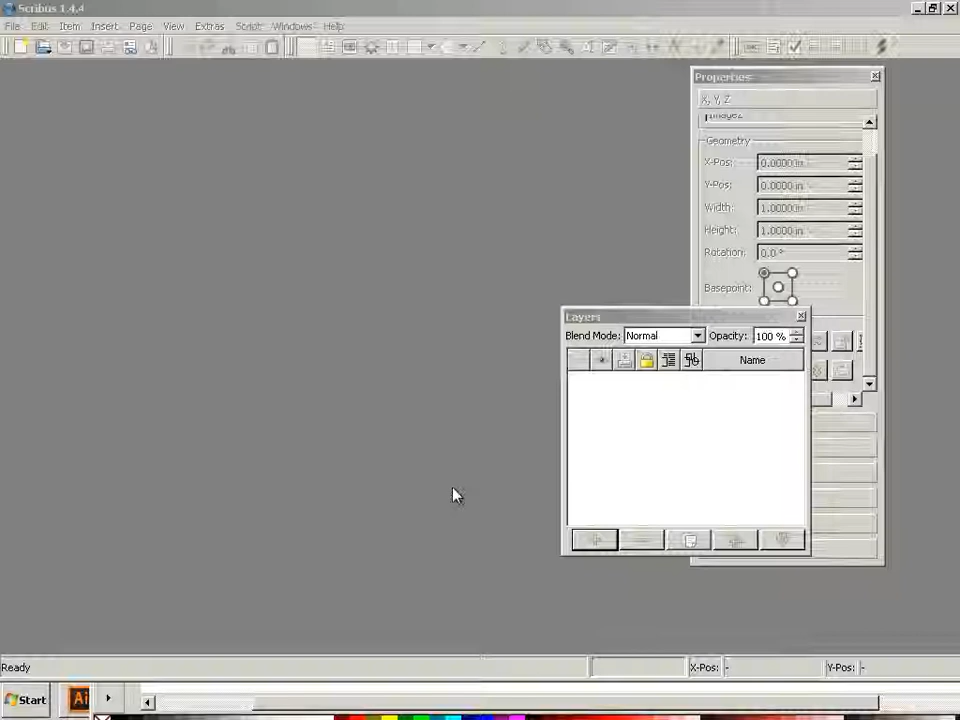 Scribus 1.4.4
File Edit Item Insert Page View Extras Script Windows Help
Properties
X, Y, Z
Image2
Geometry
X-Pos: 0.0000 in
Y-Pos: 0.0000 in
Width: 1.0000 in
Height: 1.0000 in
Rotation: 0.0 °
Basepoint:
Layers
Blend Mode: Normal Opacity: 100 %
Name
Ready X-Pos: - Y-Pos: -
Start Ai